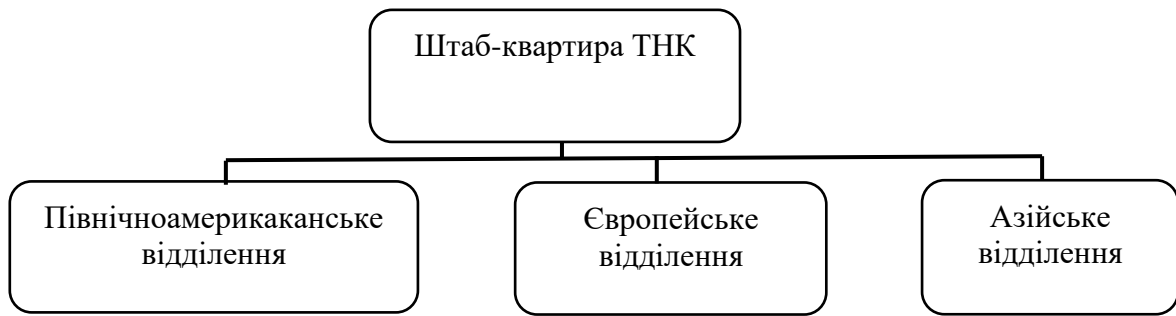 Штаб-квартира ТНК
Північноамерикаканське
відділення
Європейське
відділення
Азійське
відділення